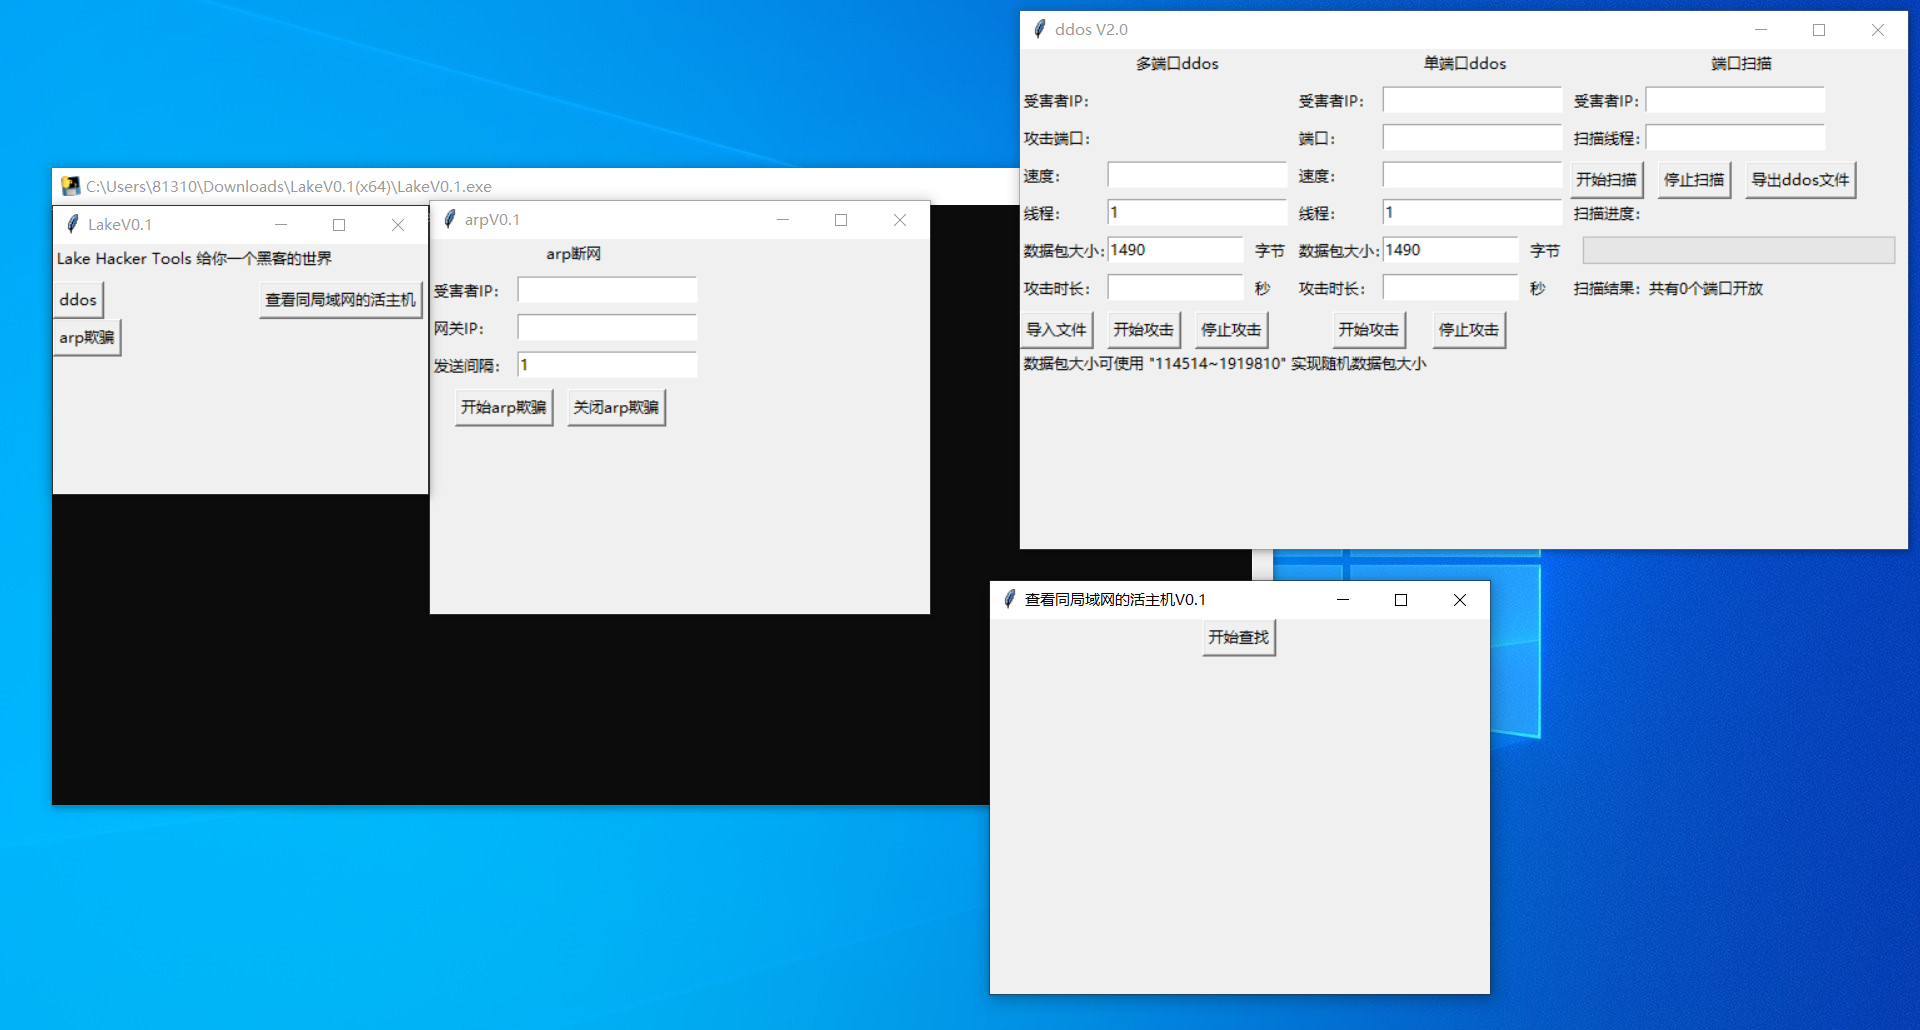 C:\Users\81310\Downloads\LakeV0.1(x64)\LakeV0.1.exe
LakeV0.1
Lake Hacker Tools 给你一个黑客的世界
ddos
查看同局域网的活主机
arp欺骗
arpV0.1
arp断网
受害者IP:
网关IP:
发送间隔: 1
开始arp欺骗 关闭arp欺骗
ddos V2.0
多端口ddos
受害者IP:
攻击端口:
速度:
线程: 1
数据包大小: 1490 字节
攻击时长: 秒
导入文件 开始攻击 停止攻击
单端口ddos
受害者IP:
端口:
速度:
线程: 1
数据包大小: 1490 字节
攻击时长: 秒
开始攻击 停止攻击
端口扫描
受害者IP:
扫描线程:
开始扫描 停止扫描 导出ddos文件
扫描进度:
扫描结果: 共有0个端口开放
数据包大小可使用 "114514~1919810" 实现随机数据包大小
查看同局域网的活主机V0.1
开始查找